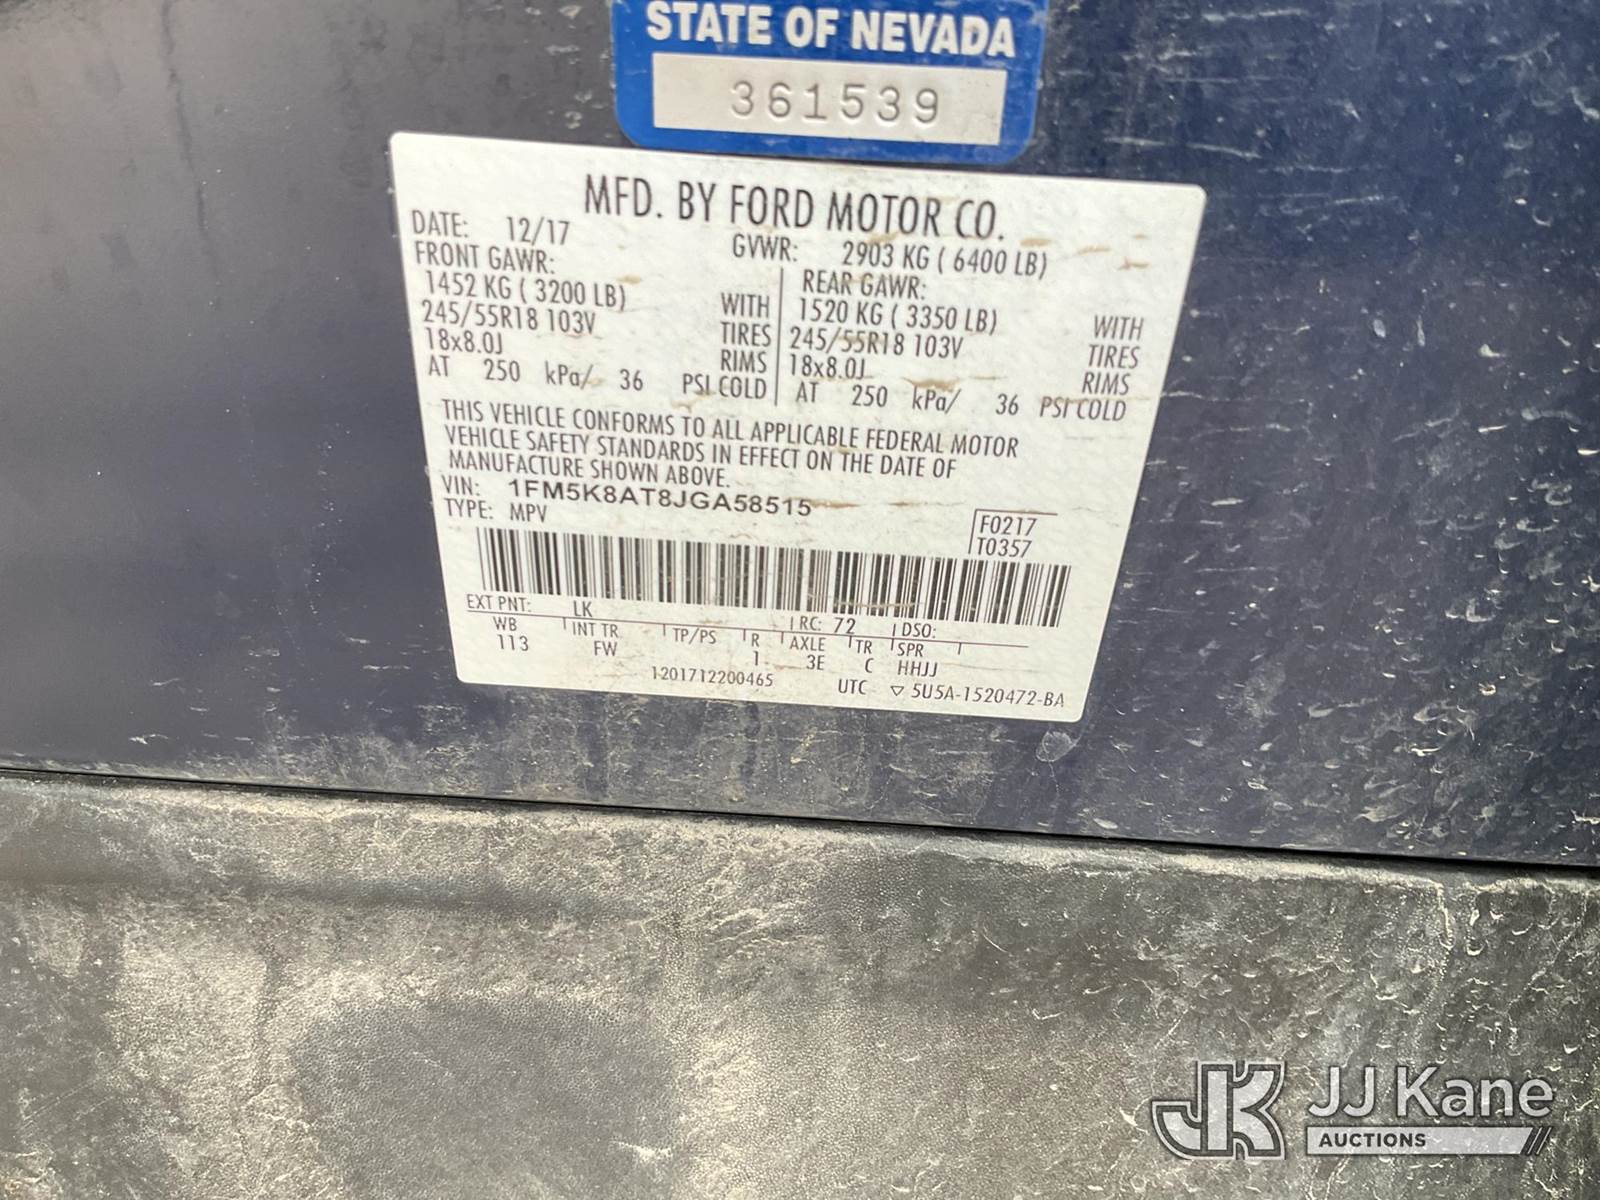 STATE OF NEVADA
361539
MFD. BY FORD MOTOR CO.
DATE: 12/17 GVWR: 2903 KG ( 6400 LB)
FRONT GAWR: REAR GAWR:
1452 KG ( 3200 LB) WITH 1520 KG ( 3350 LB) WITH
245/55R18 103V TIRES 245/55R18 103V TIRES
18x8.0J RIMS 18x8.0J RIMS
AT 250 kPa/ 36 PSI COLD AT 250 kPa/ 36 PSI COLD
THIS VEHICLE CONFORMS TO ALL APPLICABLE FEDERAL MOTOR
VEHICLE SAFETY STANDARDS IN EFFECT ON THE DATE OF
MANUFACTURE SHOWN ABOVE.
VIN: 1FM5K8AT8JGA58515
TYPE: MPV
F0217
T0357
EXT PNT: LK RC: 72 DSO:
WB INT TR TP/PS R AXLE TR SPR
113 FW 1 3E C HHJJ
1201712200465 UTC ▽ 5U5A-1520472-BA
JK JJ Kane
AUCTIONS